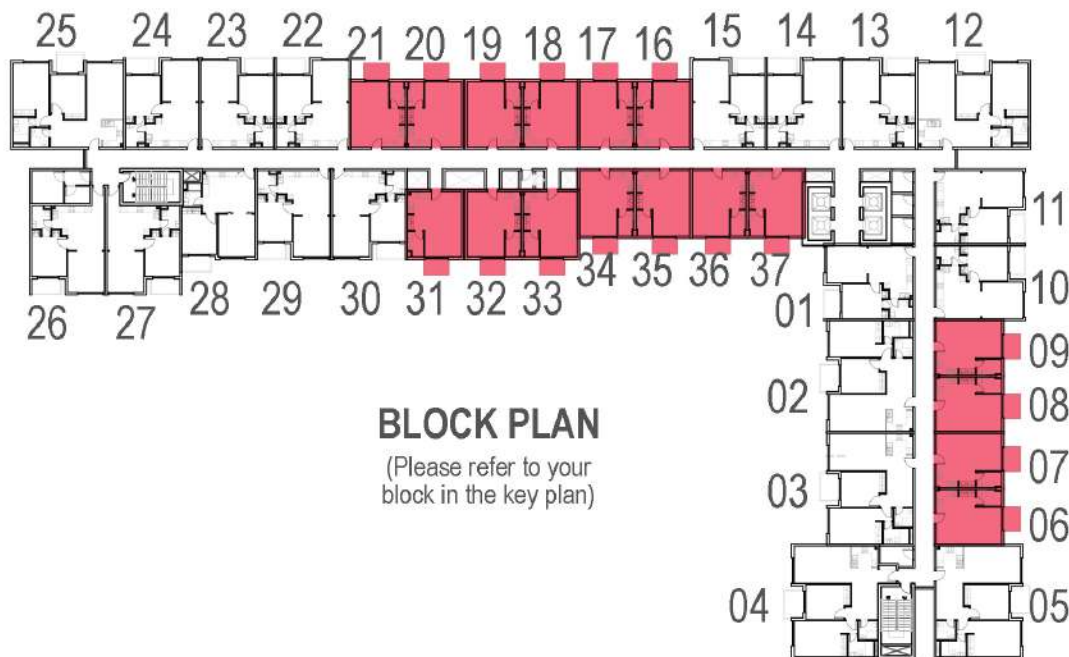 25 24 23 22 21 20 19 18 17 16 15 14 13 12
11
10
09
08
07
06
05
26 27 28 29 30 31 32 33 34 35 36 37
01
02
03
04
BLOCK PLAN
(Please refer to your
block in the key plan)